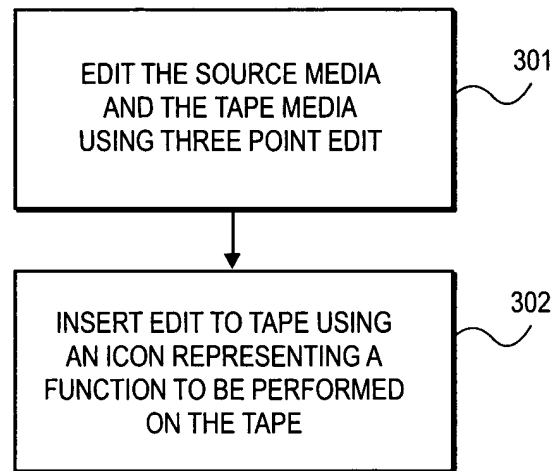 EDIT THE SOURCE MEDIA
AND THE TAPE MEDIA
USING THREE POINT EDIT
301
INSERT EDIT TO TAPE USING
AN ICON REPRESENTING A
FUNCTION TO BE PERFORMED
ON THE TAPE
302